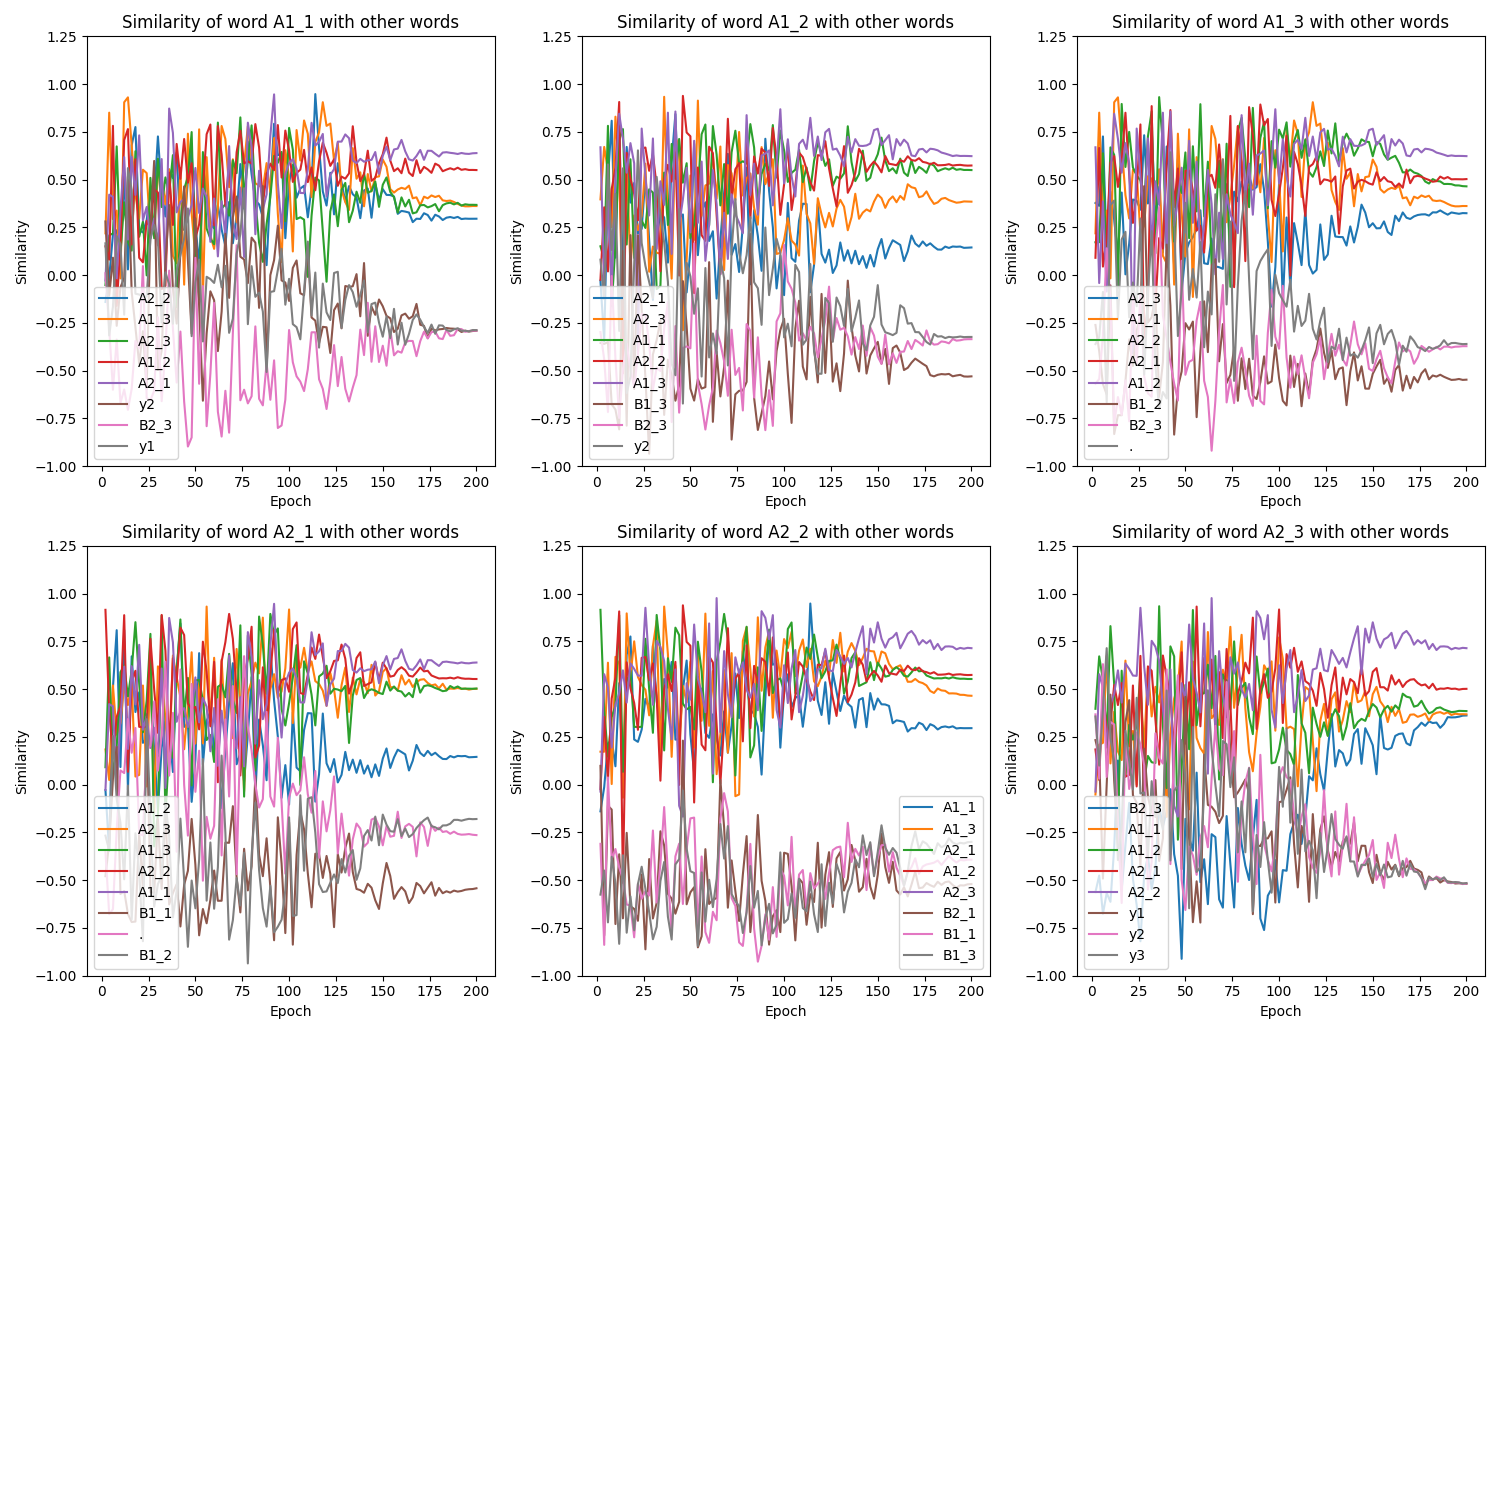 Similarity of word A1_1 with other words
1.25
1.00
0.75
0.50
0.25
0.00
−0.25
−0.50
−0.75
−1.00
Similarity
A2_2
A1_3
A2_3
A1_2
A2_1
y2
B2_3
y1
0 25 50 75 100 125 150 175 200
Epoch
Similarity of word A1_2 with other words
1.25
1.00
0.75
0.50
0.25
0.00
−0.25
−0.50
−0.75
−1.00
Similarity
A2_1
A2_3
A1_1
A2_2
A1_3
B1_3
B2_3
y2
0 25 50 75 100 125 150 175 200
Epoch
Similarity of word A1_3 with other words
1.25
1.00
0.75
0.50
0.25
0.00
−0.25
−0.50
−0.75
−1.00
Similarity
A2_3
A1_1
A2_2
A2_1
A1_2
B1_2
B2_3
.
0 25 50 75 100 125 150 175 200
Epoch
Similarity of word A2_1 with other words
1.25
1.00
0.75
0.50
0.25
0.00
−0.25
−0.50
−0.75
−1.00
Similarity
A1_2
A2_3
A1_3
A2_2
A1_1
B1_1
.
B1_2
0 25 50 75 100 125 150 175 200
Epoch
Similarity of word A2_2 with other words
1.25
1.00
0.75
0.50
0.25
0.00
−0.25
−0.50
−0.75
−1.00
Similarity
A1_1
A1_3
A2_1
A1_2
A2_3
B2_1
B1_1
B1_3
0 25 50 75 100 125 150 175 200
Epoch
Similarity of word A2_3 with other words
1.25
1.00
0.75
0.50
0.25
0.00
−0.25
−0.50
−0.75
−1.00
Similarity
B2_3
A1_1
A1_2
A2_1
A2_2
y1
y2
y3
0 25 50 75 100 125 150 175 200
Epoch